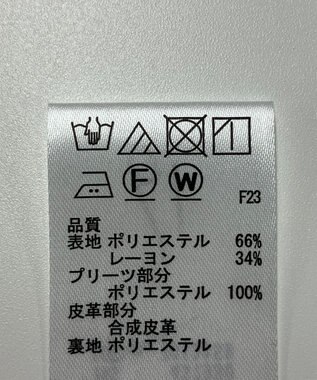 F W F23
品質
表地 ポリエステル 66%
レーヨン 34%
プリーツ部分
ポリエステル 100%
皮革部分
合成皮革
裏地 ポリエステル